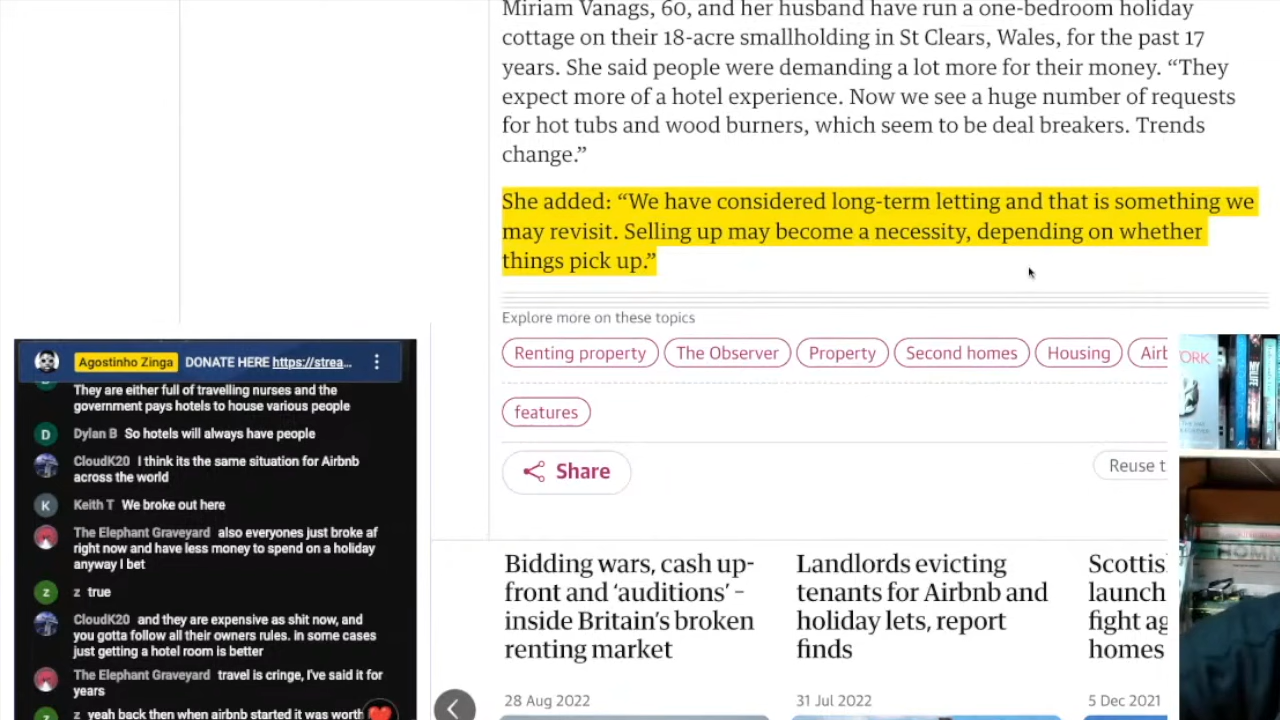 Miriam Vanags, 60, and her husband have run a one-bedroom holiday
cottage on their 18-acre smallholding in St Clears, Wales, for the past 17
years. She said people were demanding a lot more for their money. “They
expect more of a hotel experience. Now we see a huge number of requests
for hot tubs and wood burners, which seem to be deal breakers. Trends
change.”
She added: “We have considered long-term letting and that is something we
may revisit. Selling up may become a necessity, depending on whether
things pick up.”
Explore more on these topics
Renting property
The Observer
Property
Second homes
Housing
Airb
features
Share
Reuse t
Bidding wars, cash up-
front and ‘auditions’ –
inside Britain’s broken
renting market
28 Aug 2022
Landlords evicting
tenants for Airbnb and
holiday lets, report
finds
31 Jul 2022
Scottis
launch
fight ag
homes
5 Dec 2021
Agostinho Zinga DONATE HERE https://strea...
They are either full of travelling nurses and the
government pays hotels to house various people
D Dylan B So hotels will always have people
CloudK20 I think its the same situation for Airbnb
across the world
K Keith T We broke out here
The Elephant Graveyard also everyones just broke af
right now and have less money to spend on a holiday
anyway I bet
z z true
CloudK20 and they are expensive as shit now, and
you gotta follow all their owners rules. in some cases
just getting a hotel room is better
The Elephant Graveyard travel is cringe, I've said it for
years
z z yeah back then when airbnb started it was worth
ORK